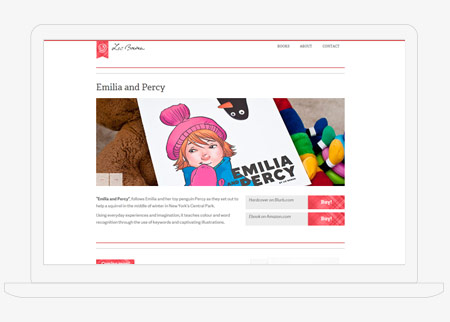 BOOKS ABOUT CONTACT
Emilia and Percy
EMILIA
AND PERCY
"Emilia and Percy", follows Emilia and her toy penguin Percy as they set out to
help a squirrel in the middle of winter in New York's Central Park.
Using everyday experiences and imagination, it teaches colour and word
recognition through the use of keywords and captivating illustrations.
Hardcover on Blurb.com
Buy!
Ebook on Amazon.com
Buy!